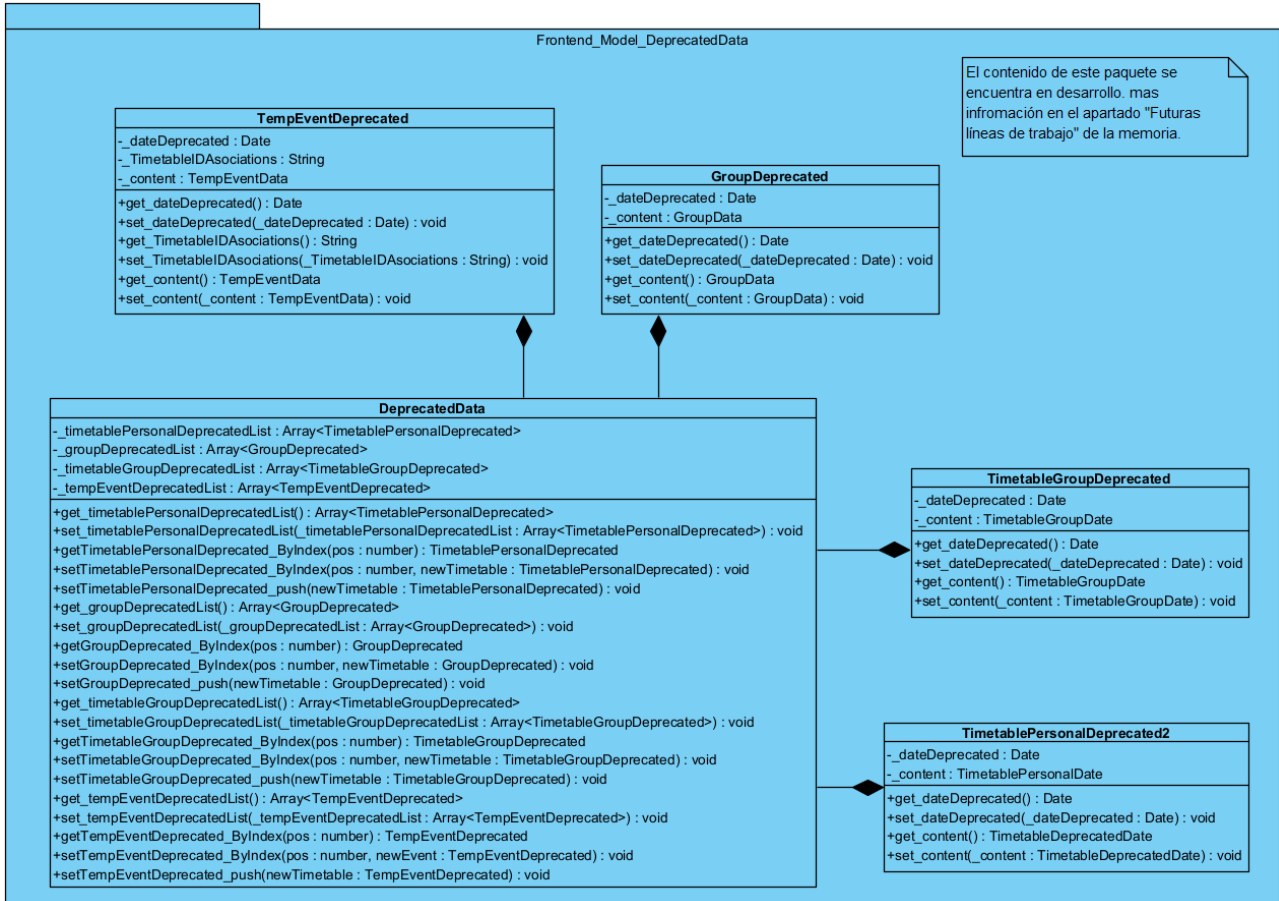 Frontend_Model_DeprecatedData
El contenido de este paquete se
encuentra en desarrollo. mas
infromación en el apartado "Futuras
líneas de trabajo" de la memoria.
TempEventDeprecated
-_dateDeprecated : Date
-_TimetableIDAsociations : String
-_content : TempEventData
+get_dateDeprecated() : Date
+set_dateDeprecated(_dateDeprecated : Date) : void
+get_TimetableIDAsociations() : String
+set_TimetableIDAsociations(_TimetableIDAsociations : String) : void
+get_content() : TempEventData
+set_content(_content : TempEventData) : void
GroupDeprecated
-_dateDeprecated : Date
-_content : GroupData
+get_dateDeprecated() : Date
+set_dateDeprecated(_dateDeprecated : Date) : void
+get_content() : GroupData
+set_content(_content : GroupData) : void
DeprecatedData
-_timetablePersonalDeprecatedList : Array<TimetablePersonalDeprecated>
-_groupDeprecatedList : Array<GroupDeprecated>
-_timetableGroupDeprecatedList : Array<TimetableGroupDeprecated>
-_tempEventDeprecatedList : Array<TempEventDeprecated>
+get_timetablePersonalDeprecatedList() : Array<TimetablePersonalDeprecated>
+set_timetablePersonalDeprecatedList(_timetablePersonalDeprecatedList : Array<TimetablePersonalDeprecated>) : void
+getTimetablePersonalDeprecated_ByIndex(pos : number) : TimetablePersonalDeprecated
+setTimetablePersonalDeprecated_ByIndex(pos : number, newTimetable : TimetablePersonalDeprecated) : void
+setTimetablePersonalDeprecated_push(newTimetable : TimetablePersonalDeprecated) : void
+get_groupDeprecatedList() : Array<GroupDeprecated>
+set_groupDeprecatedList(_groupDeprecatedList : Array<GroupDeprecated>) : void
+getGroupDeprecated_ByIndex(pos : number) : GroupDeprecated
+setGroupDeprecated_ByIndex(pos : number, newTimetable : GroupDeprecated) : void
+setGroupDeprecated_push(newTimetable : GroupDeprecated) : void
+get_timetableGroupDeprecatedList() : Array<TimetableGroupDeprecated>
+set_timetableGroupDeprecatedList(_timetableGroupDeprecatedList : Array<TimetableGroupDeprecated>) : void
+getTimetableGroupDeprecated_ByIndex(pos : number) : TimetableGroupDeprecated
+setTimetableGroupDeprecated_ByIndex(pos : number, newTimetable : TimetableGroupDeprecated) : void
+setTimetableGroupDeprecated_push(newTimetable : TimetableGroupDeprecated) : void
+get_tempEventDeprecatedList() : Array<TempEventDeprecated>
+set_tempEventDeprecatedList(_tempEventDeprecatedList : Array<TempEventDeprecated>) : void
+getTempEventDeprecated_ByIndex(pos : number) : TempEventDeprecated
+setTempEventDeprecated_ByIndex(pos : number, newEvent : TempEventDeprecated) : void
+setTempEventDeprecated_push(newTimetable : TempEventDeprecated) : void
TimetableGroupDeprecated
-_dateDeprecated : Date
-_content : TimetableGroupDate
+get_dateDeprecated() : Date
+set_dateDeprecated(_dateDeprecated : Date) : void
+get_content() : TimetableGroupDate
+set_content(_content : TimetableGroupDate) : void
TimetablePersonalDeprecated2
-_dateDeprecated : Date
-_content : TimetablePersonalDate
+get_dateDeprecated() : Date
+set_dateDeprecated(_dateDeprecated : Date) : void
+get_content() : TimetableDeprecatedDate
+set_content(_content : TimetableDeprecatedDate) : void